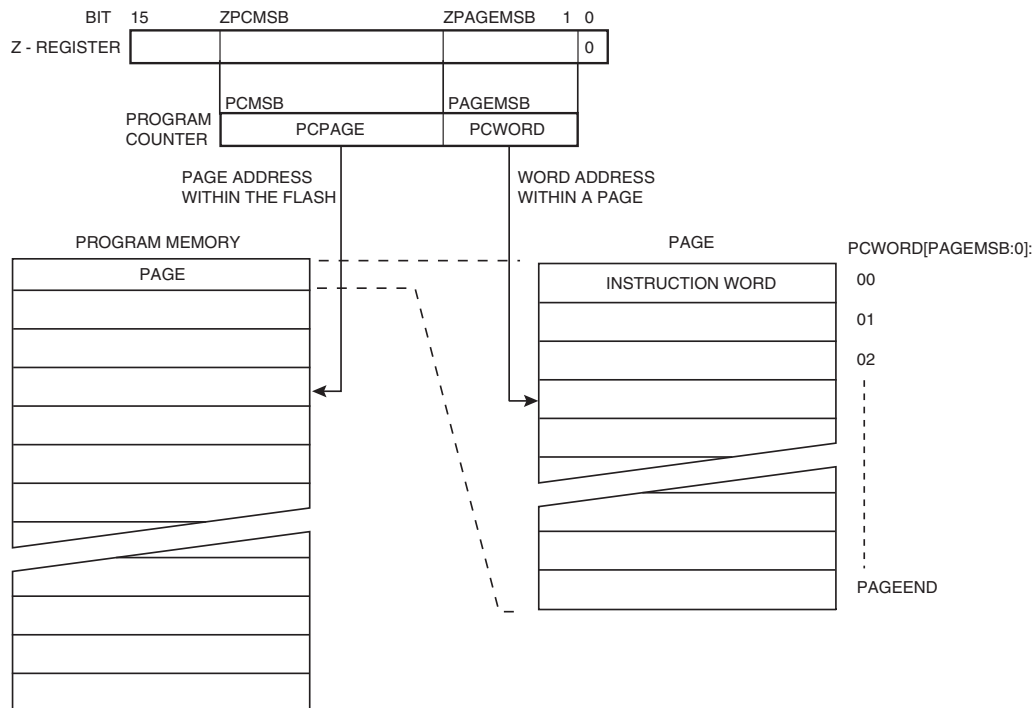 BIT 15 ZPCMSB ZPAGEMSB 1 0
Z - REGISTER 0
PCMSB PAGEMSB
PROGRAM
COUNTER
PCPAGE PCWORD
PAGE ADDRESS
WITHIN THE FLASH
WORD ADDRESS
WITHIN A PAGE
PROGRAM MEMORY
PAGE
PAGE
PCWORD[PAGEMSB:0]:
INSTRUCTION WORD
00
01
02
PAGEEND